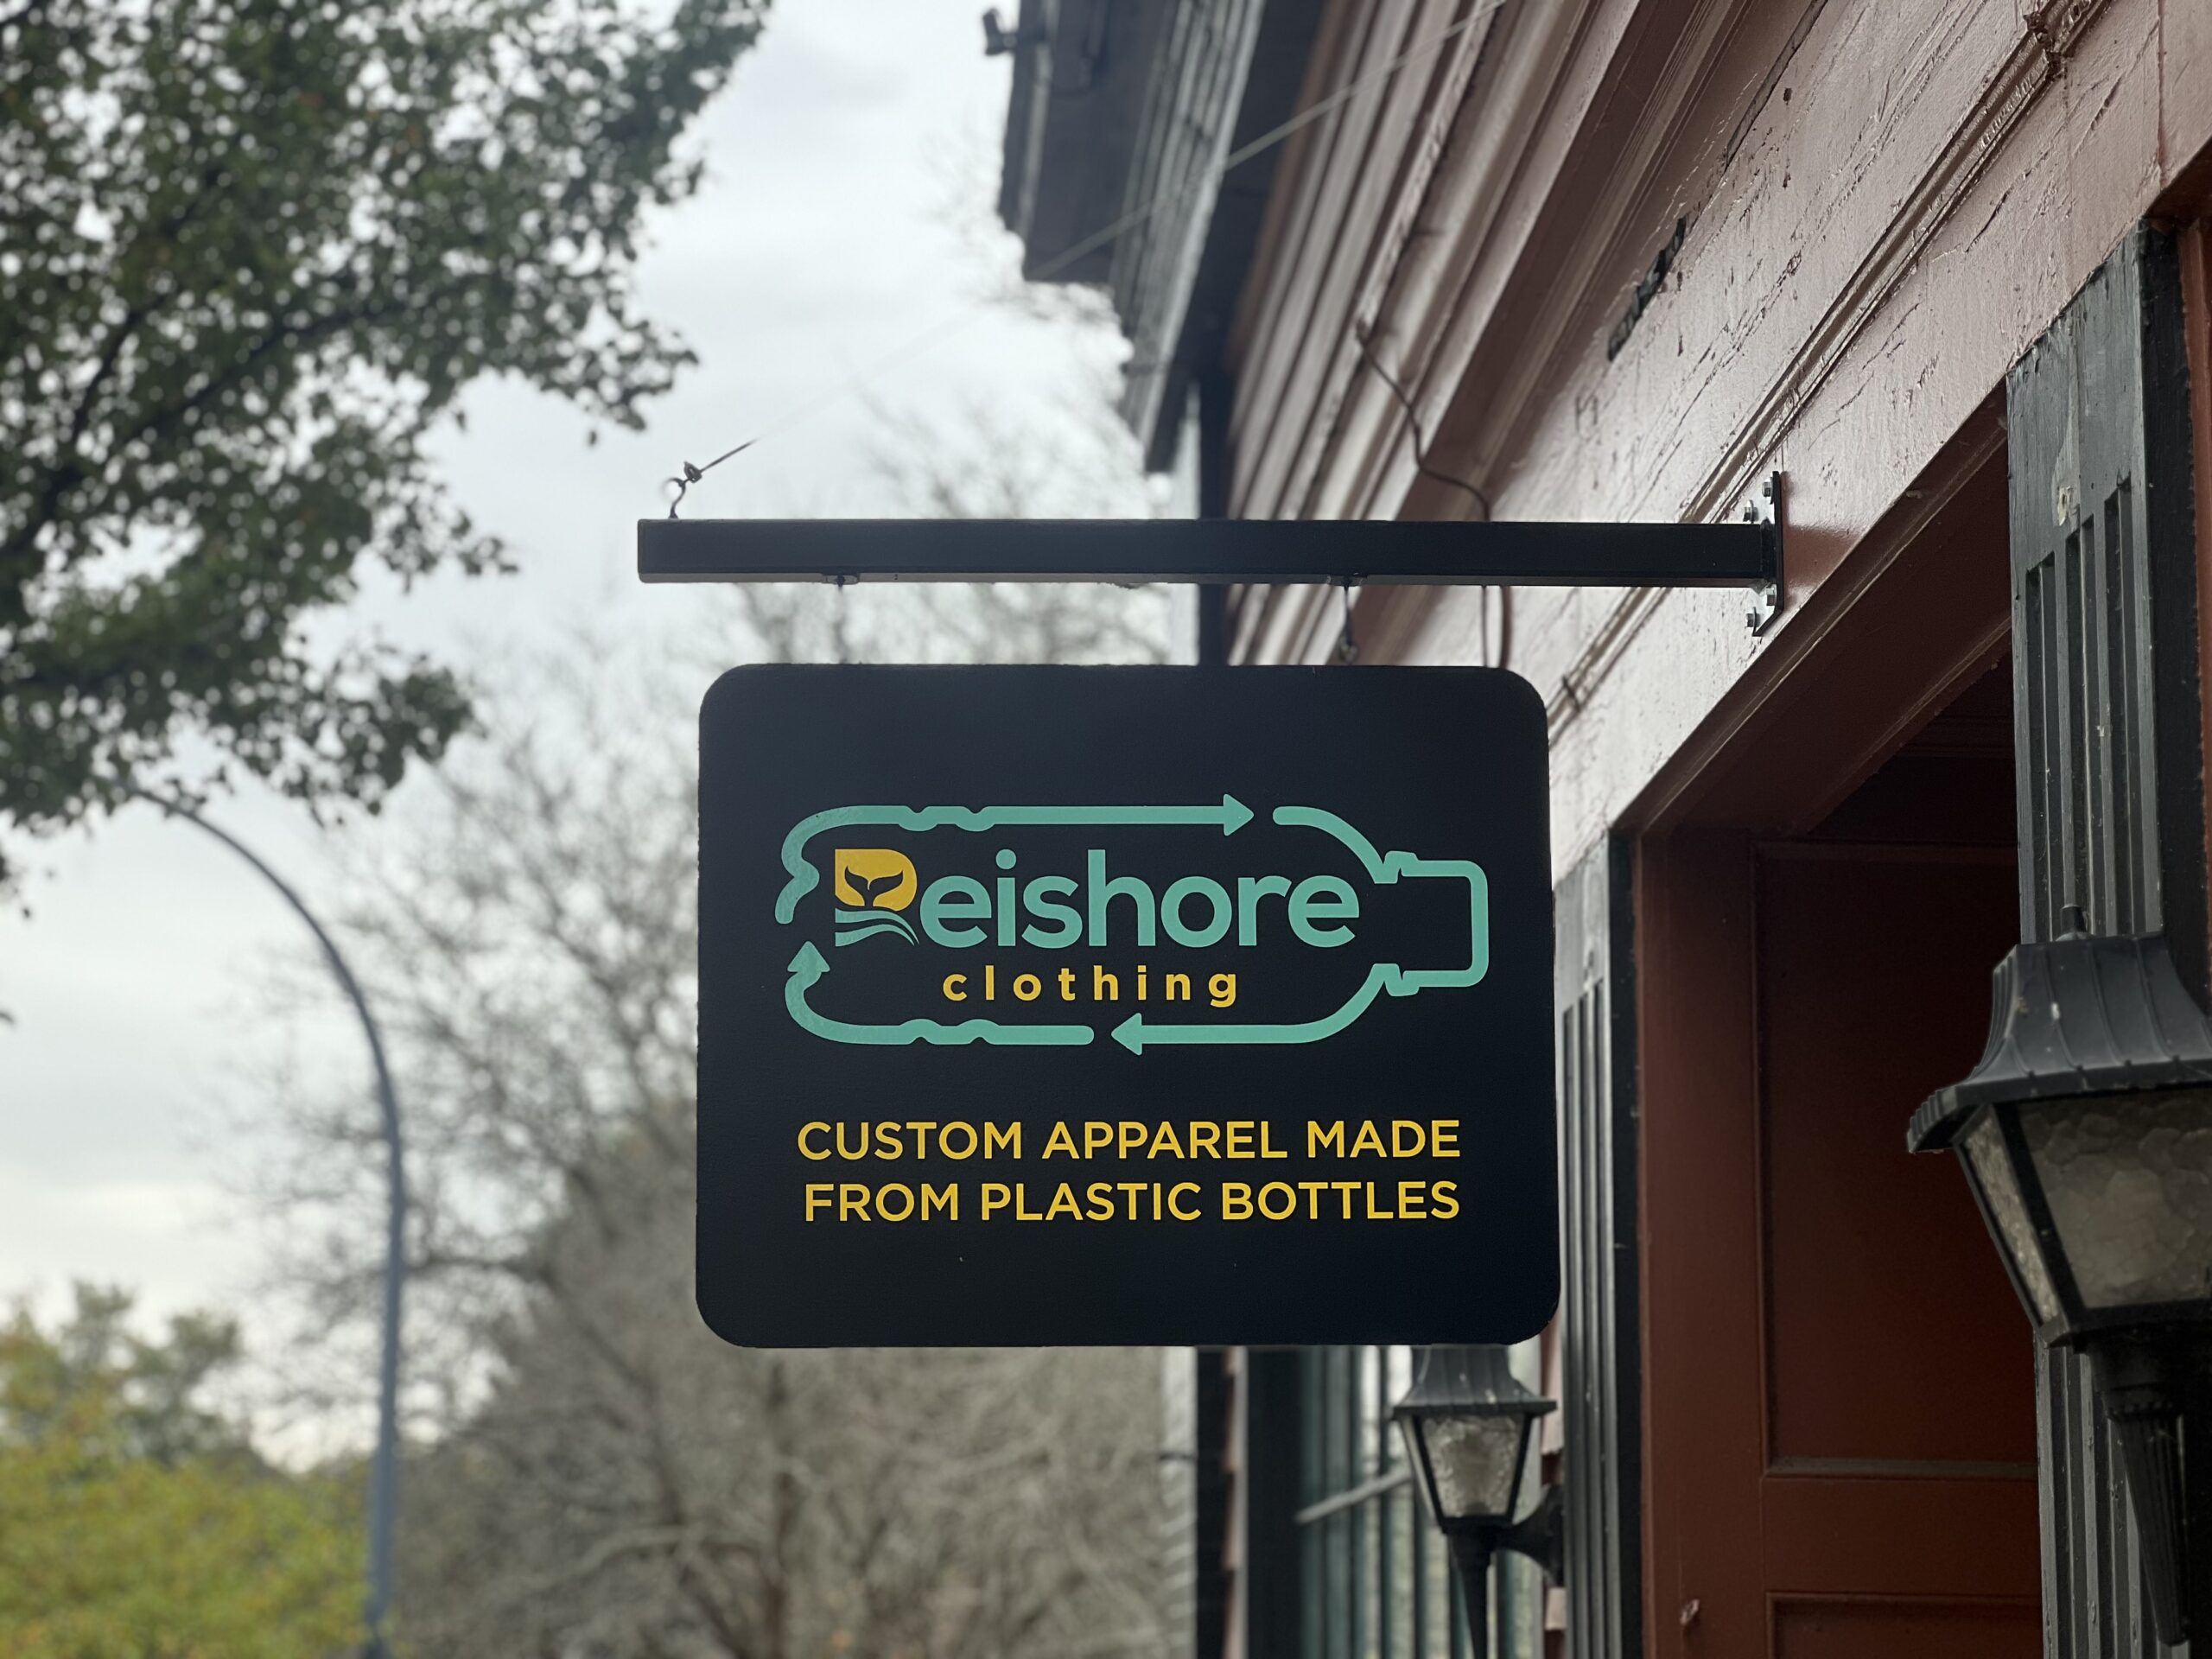 Reishore
clothing
CUSTOM APPAREL MADE
FROM PLASTIC BOTTLES